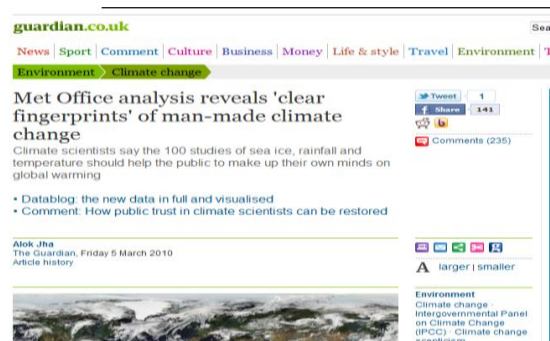 guardian.co.uk
Sea
News Sport Comment Culture Business Money Life & style Travel Environment T
Environment Climate change
Met Office analysis reveals 'clear
fingerprints' of man-made climate
change
Climate scientists say the 100 studies of sea ice, rainfall and
temperature should help the public to make up their own minds on
global warming
• Datablog: the new data in full and visualised
• Comment: How public trust in climate scientists can be restored
Alok Jha
The Guardian, Friday 5 March 2010
Article history
Tweet 1
Share 141
Comments (235)
A larger | smaller
Environment
Climate change ·
Intergovernmental Panel
on Climate Change
(IPCC) · Climate change
scepticism